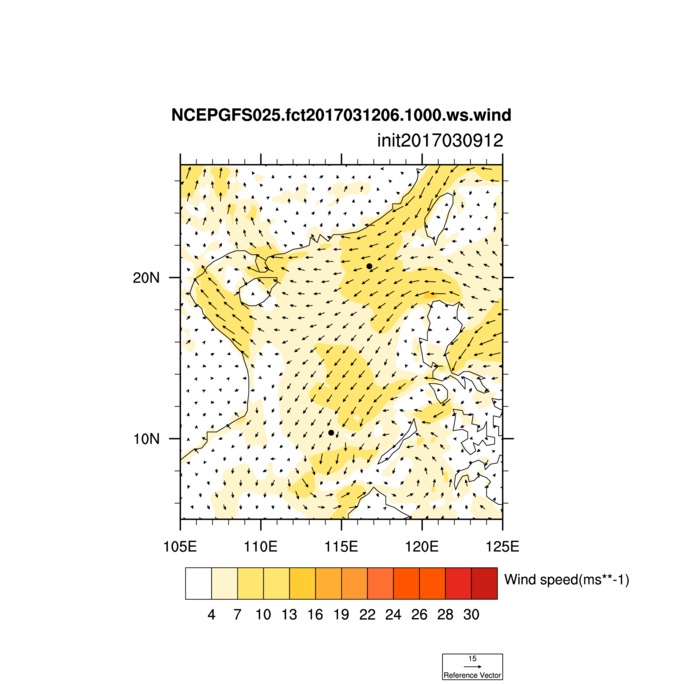 NCEPGFS025.fct2017031206.1000.ws.wind
init2017030912
20N
10N
105E 110E 115E 120E 125E
4 7 10 13 16 19 22 24 26 28 30
Wind speed(ms**-1)
15
Reference Vector